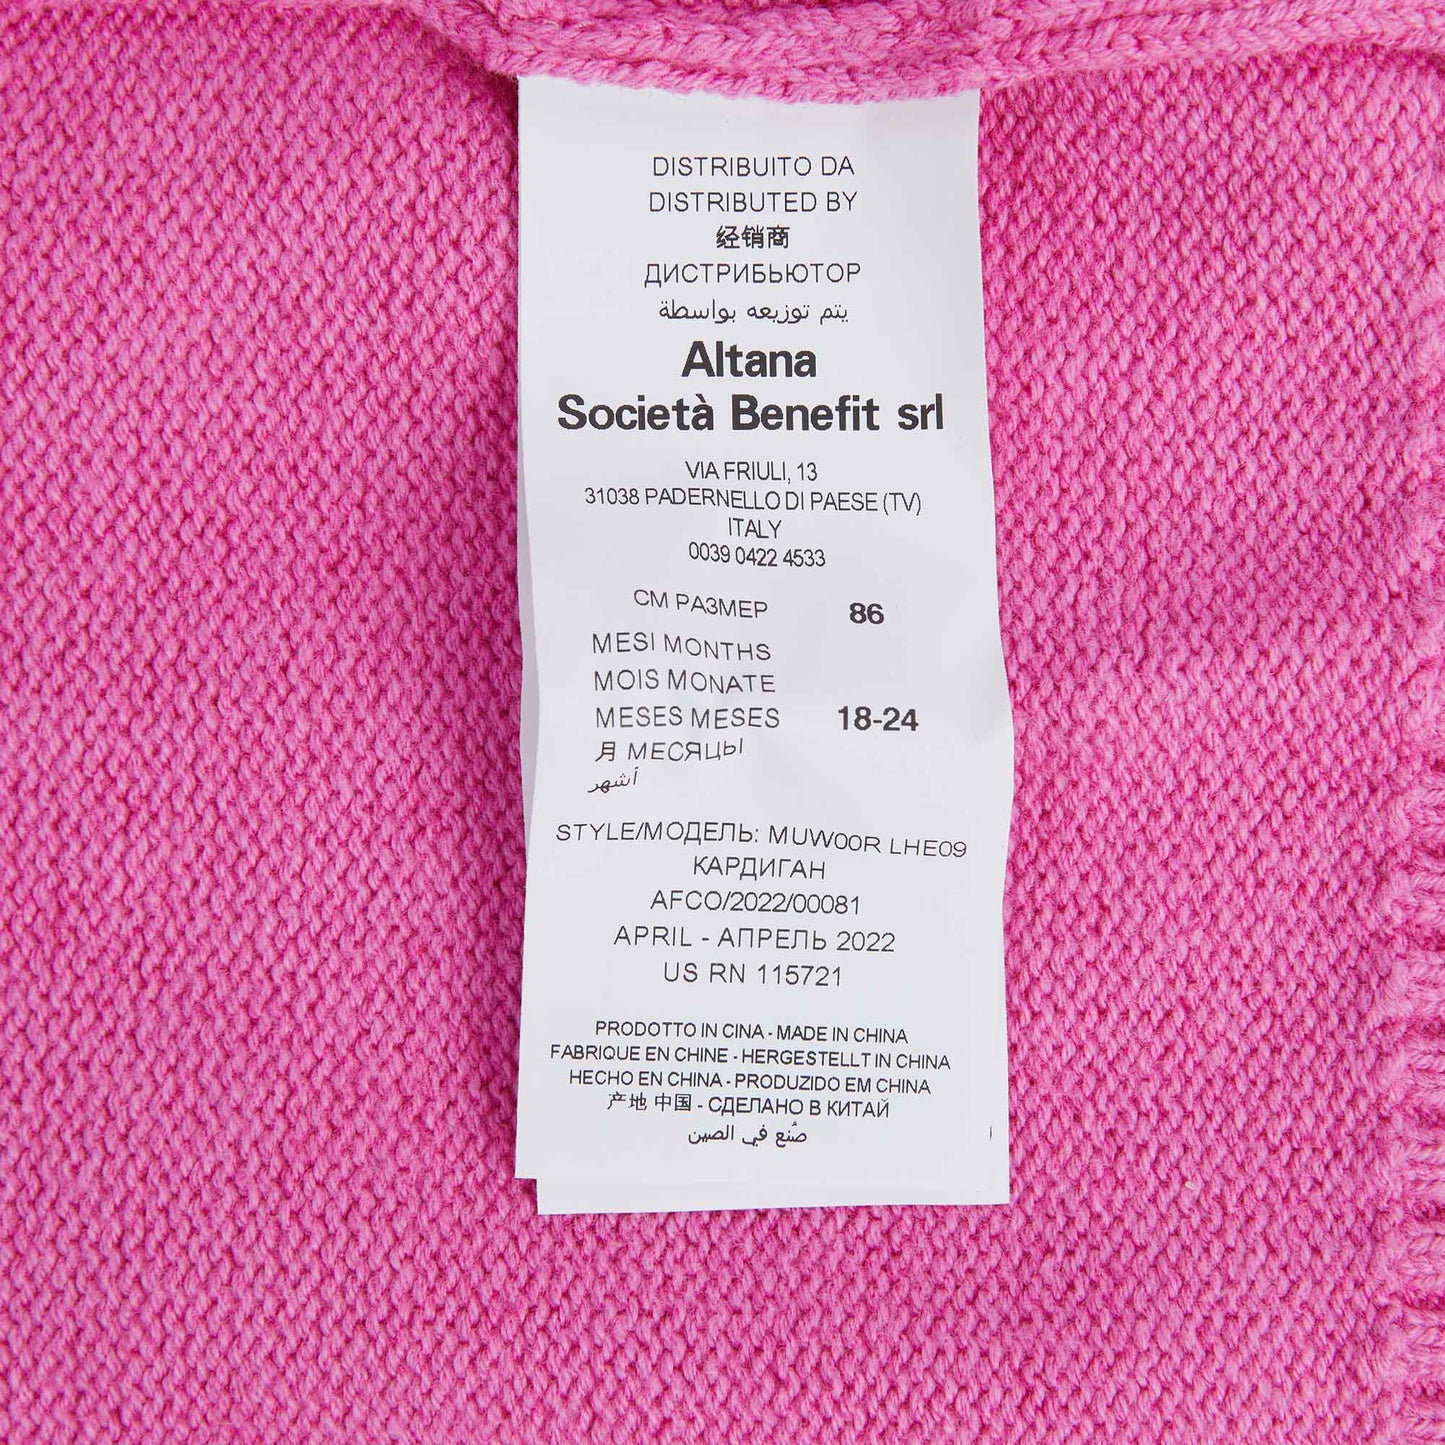 DISTRIBUITO DA
DISTRIBUTED BY
经销商
ДИСТРИБЬЮТОР
يتم توزيعه بواسطة
Altana
Società Benefit srl
VIA FRIULI, 13
31038 PADERNELLO DI PAESE (TV)
ITALY
0039 0422 4533
СМ РАЗМЕР 86
MESI MONTHS
MOIS MONATE
MESES MESES 18-24
月 МЕСЯЦЫ
أشهر
STYLE/МОДЕЛЬ: MUW00R LHE09
КАРДИГАН
AFCO/2022/00081
APRIL - АПРЕЛЬ 2022
US RN 115721
PRODOTTO IN CINA - MADE IN CHINA
FABRIQUE EN CHINE - HERGESTELLT IN CHINA
HECHO EN CHINA - PRODUZIDO EM CHINA
产地 中国 - СДЕЛАНО В КИТАЙ
صُنع في الصين